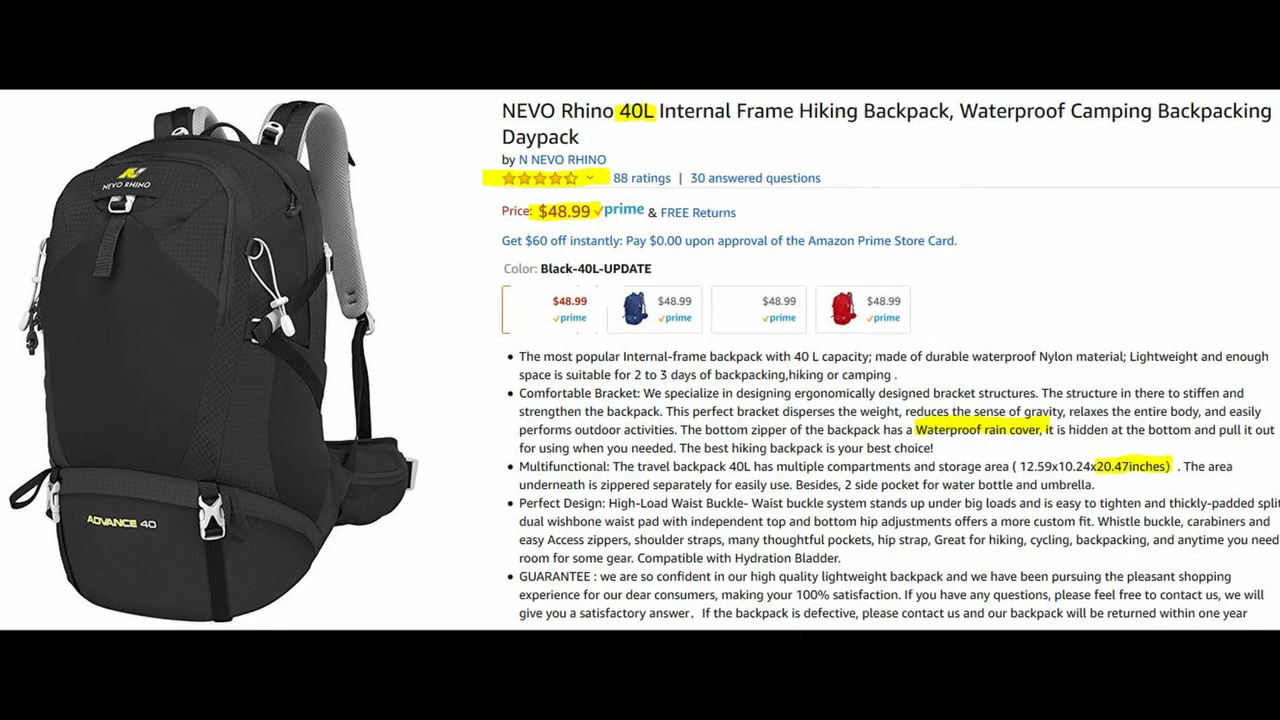 NEVO RHINO
ADVANCE 40
NEVO Rhino 40L Internal Frame Hiking Backpack, Waterproof Camping Backpacking
Daypack
by N NEVO RHINO
88 ratings | 30 answered questions
Price: $48.99 prime & FREE Returns
Get $60 off instantly: Pay $0.00 upon approval of the Amazon Prime Store Card.
Color: Black-40L-UPDATE
$48.99 $48.99 $48.99 $48.99
prime prime prime prime
• The most popular Internal-frame backpack with 40 L capacity; made of durable waterproof Nylon material; Lightweight and enough
space is suitable for 2 to 3 days of backpacking,hiking or camping .
• Comfortable Bracket: We specialize in designing ergonomically designed bracket structures. The structure in there to stiffen and
strengthen the backpack. This perfect bracket disperses the weight, reduces the sense of gravity, relaxes the entire body, and easily
performs outdoor activities. The bottom zipper of the backpack has a Waterproof rain cover, it is hidden at the bottom and pull it out
for using when you needed. The best hiking backpack is your best choice!
• Multifunctional: The travel backpack 40L has multiple compartments and storage area ( 12.59x10.24x20.47inches) . The area
underneath is zippered separately for easily use. Besides, 2 side pocket for water bottle and umbrella.
• Perfect Design: High-Load Waist Buckle- Waist buckle system stands up under big loads and is easy to tighten and thickly-padded split
dual wishbone waist pad with independent top and bottom hip adjustments offers a more custom fit. Whistle buckle, carabiners and
easy Access zippers, shoulder straps, many thoughtful pockets, hip strap, Great for hiking, cycling, backpacking, and anytime you need
room for some gear. Compatible with Hydration Bladder.
• GUARANTEE : we are so confident in our high quality lightweight backpack and we have been pursuing the pleasant shopping
experience for our dear consumers, making your 100% satisfaction. If you have any questions, please feel free to contact us, we will
give you a satisfactory answer，If the backpack is defective, please contact us and our backpack will be returned within one year